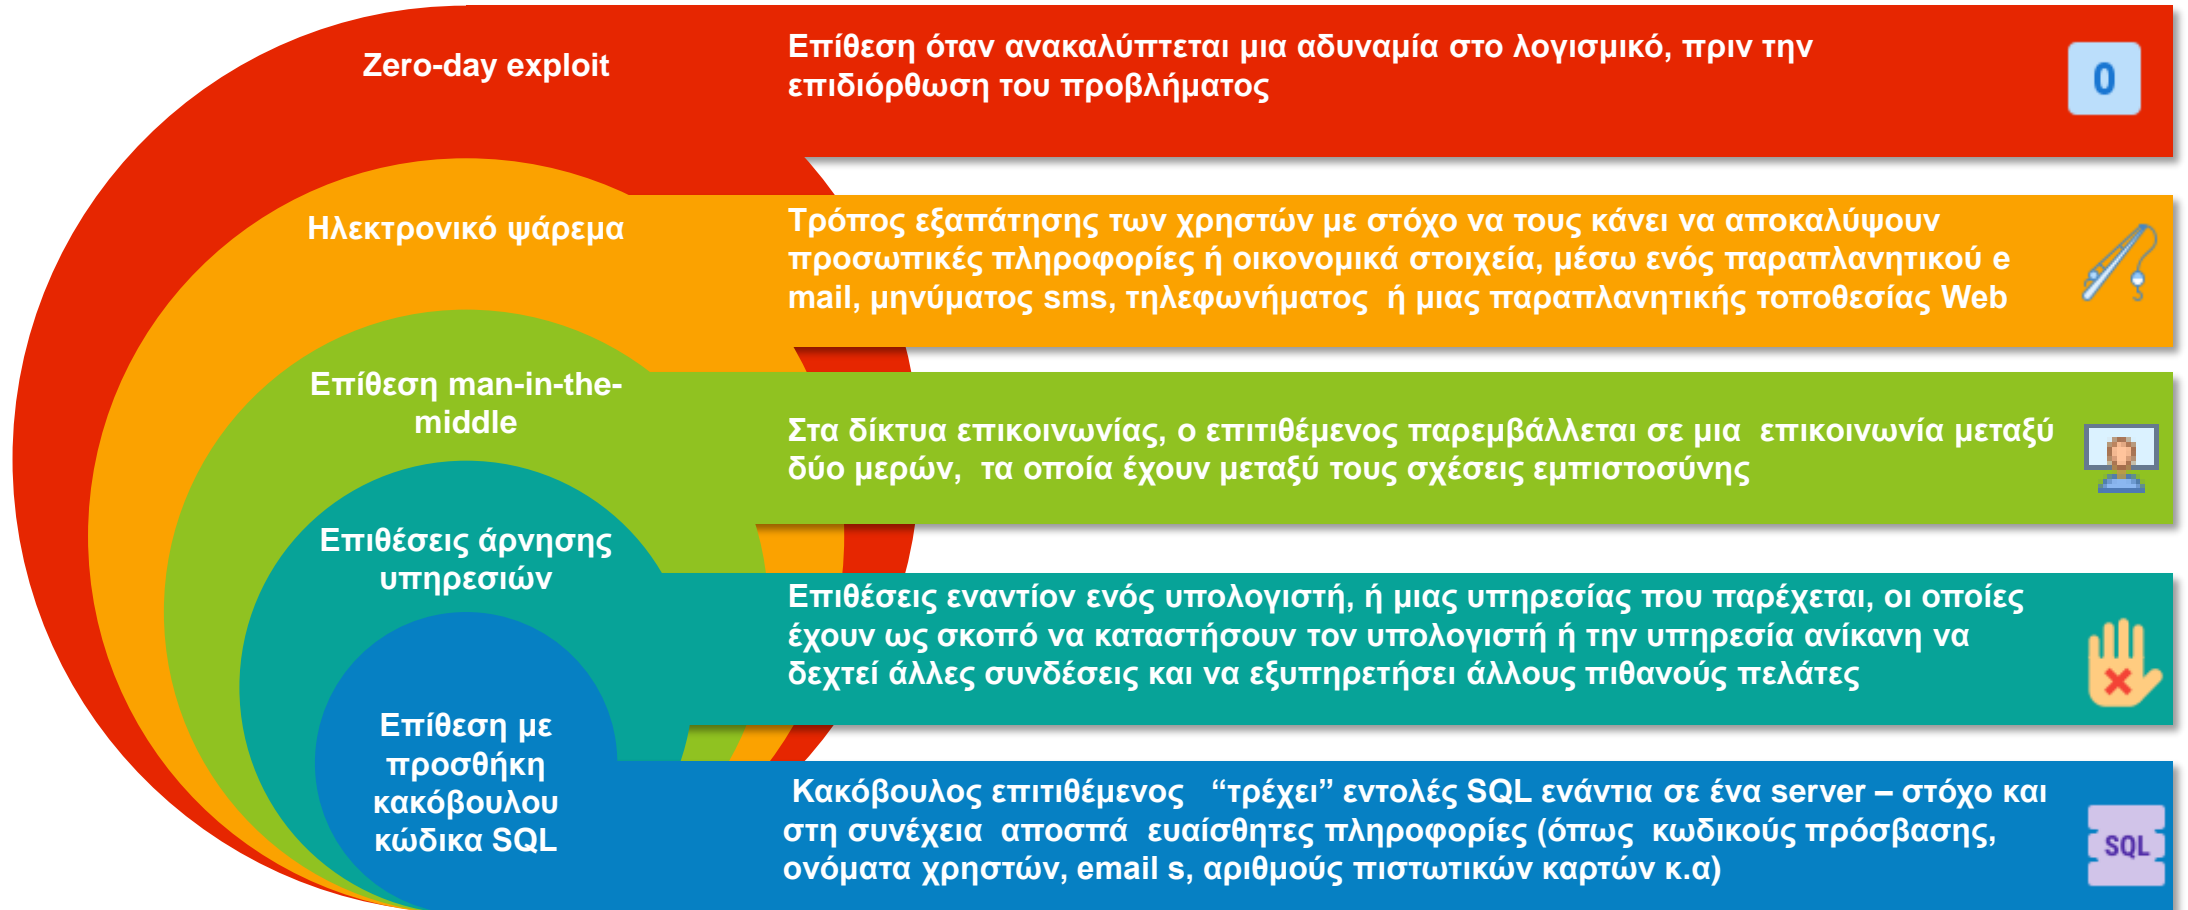 Zero-day exploit
Επίθεση όταν ανακαλύπτεται μια αδυναμία στο λογισμικό, πριν την
επιδιόρθωση του προβλήματος
0
Ηλεκτρονικό ψάρεμα
Τρόπος εξαπάτησης των χρηστών με στόχο να τους κάνει να αποκαλύψουν
προσωπικές πληροφορίες ή οικονομικά στοιχεία, μέσω ενός παραπλανητικού e
mail, μηνύματος sms, τηλεφωνήματος ή μιας παραπλανητικής τοποθεσίας Web
Επίθεση man-in-the-
middle
Στα δίκτυα επικοινωνίας, ο επιτιθέμενος παρεμβάλλεται σε μια επικοινωνία μεταξύ
δύο μερών, τα οποία έχουν μεταξύ τους σχέσεις εμπιστοσύνης
Επιθέσεις άρνησης
υπηρεσιών
Επιθέσεις εναντίον ενός υπολογιστή, ή μιας υπηρεσίας που παρέχεται, οι οποίες
έχουν ως σκοπό να καταστήσουν τον υπολογιστή ή την υπηρεσία ανίκανη να
δεχτεί άλλες συνδέσεις και να εξυπηρετήσει άλλους πιθανούς πελάτες
Επίθεση με
προσθήκη
κακόβουλου
κώδικα SQL
Κακόβουλος επιτιθέμενος “τρέχει” εντολές SQL ενάντια σε ένα server – στόχο και
στη συνέχεια αποσπά ευαίσθητες πληροφορίες (όπως κωδικούς πρόσβασης,
ονόματα χρηστών, email s, αριθμούς πιστωτικών καρτών κ.α)
SQL